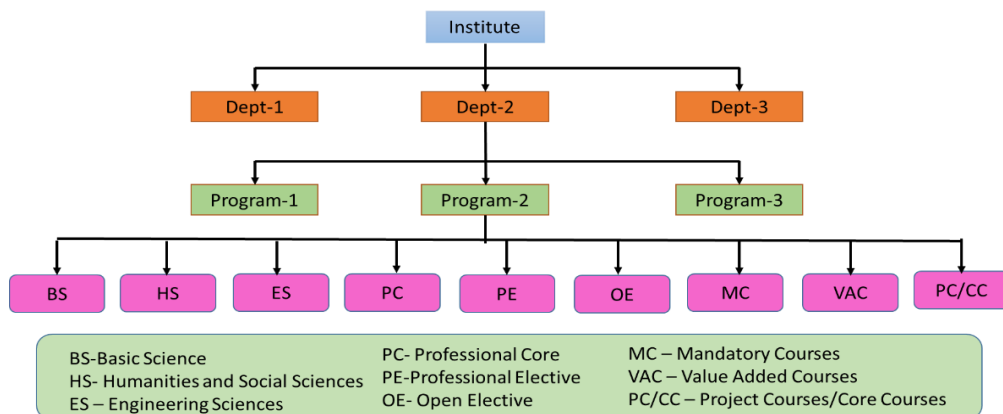 Institute
Dept-1 Dept-2 Dept-3
Program-1 Program-2 Program-3
BS HS ES PC PE OE MC VAC PC/CC
BS-Basic Science PC- Professional Core MC – Mandatory Courses
HS- Humanities and Social Sciences PE-Professional Elective VAC – Value Added Courses
ES – Engineering Sciences OE- Open Elective PC/CC – Project Courses/Core Courses